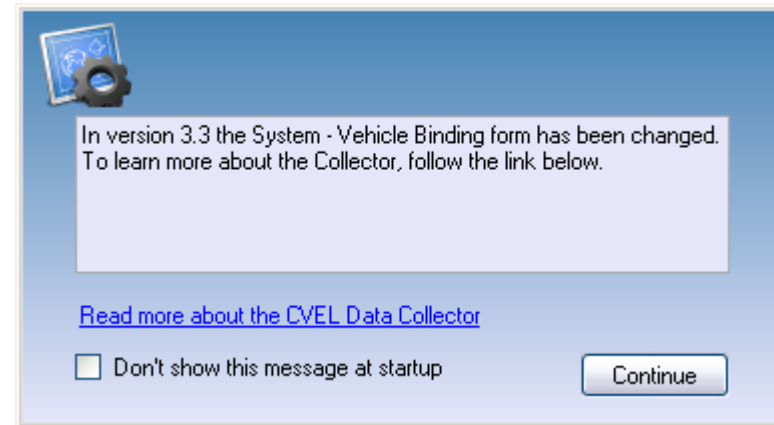 In version 3.3 the System - Vehicle Binding form has been changed.
To learn more about the Collector, follow the link below.
Read more about the CVEL Data Collector
Don't show this message at startup
Continue